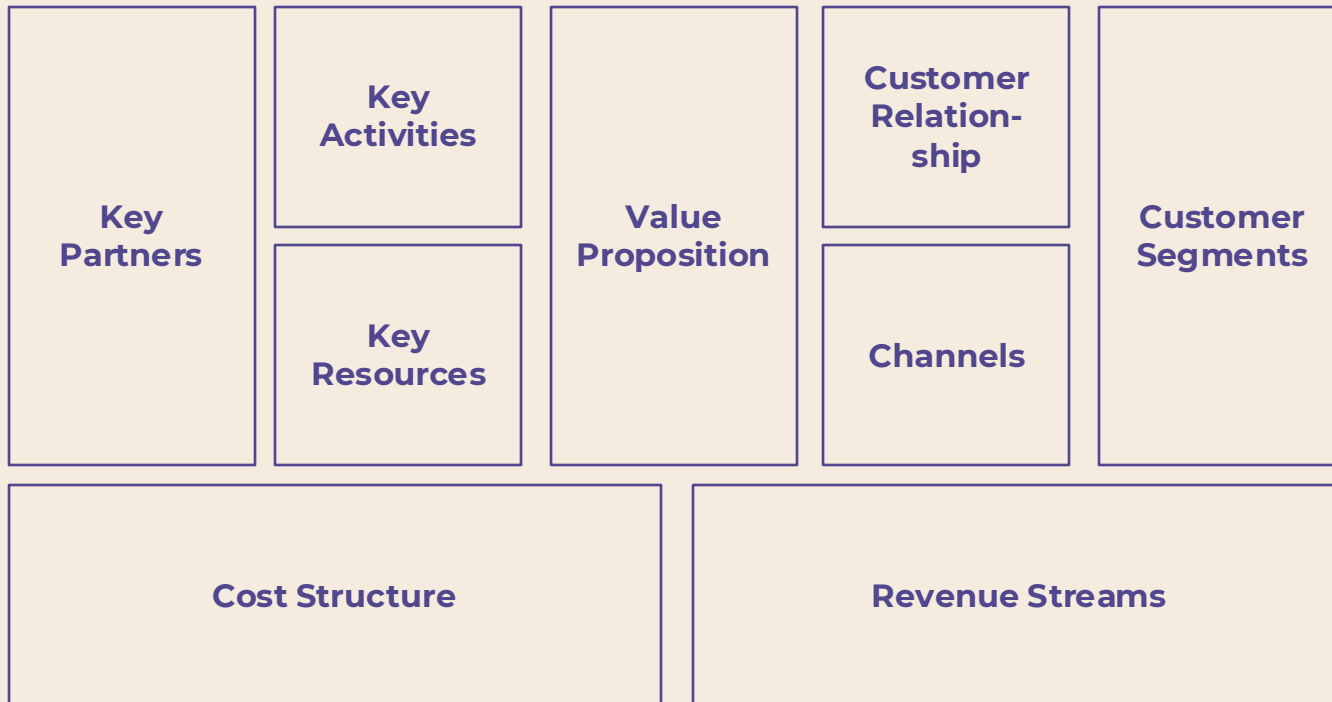 Key
Partners
Key
Activities
Key
Resources
Value
Proposition
Customer
Relation-
ship
Channels
Customer
Segments
Cost Structure
Revenue Streams